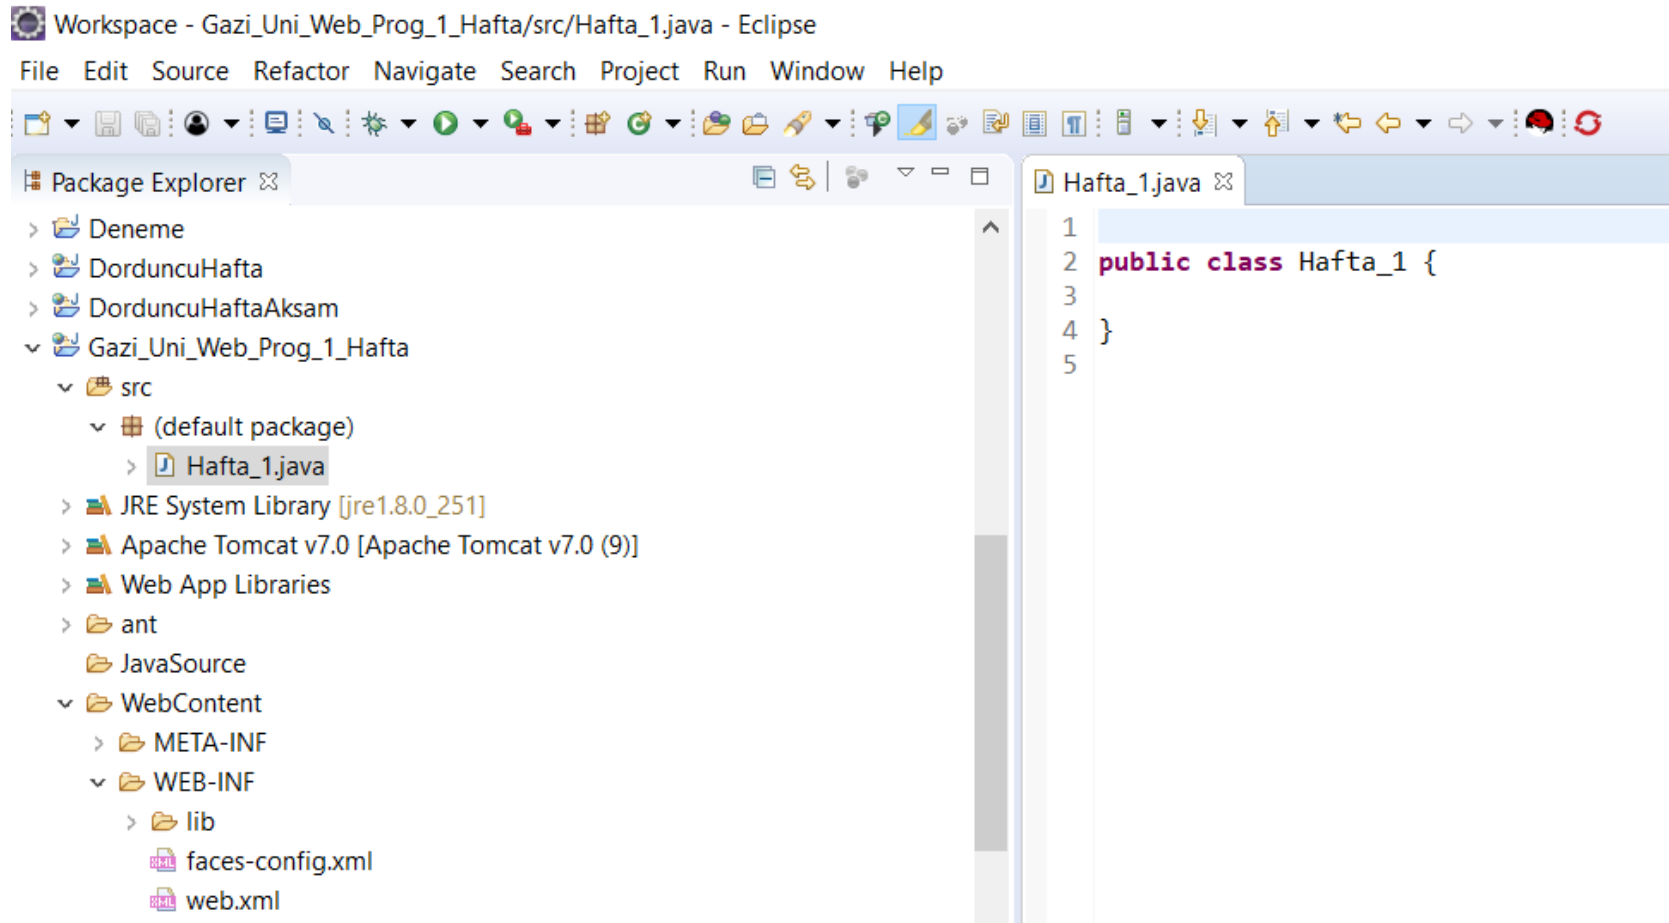 Workspace - Gazi_Uni_Web_Prog_1_Hafta/src/Hafta_1.java - Eclipse
File Edit Source Refactor Navigate Search Project Run Window Help
Package Explorer
Deneme
DorduncuHafta
DorduncuHaftaAksam
Gazi_Uni_Web_Prog_1_Hafta
src
(default package)
Hafta_1.java
JRE System Library [jre1.8.0_251]
Apache Tomcat v7.0 [Apache Tomcat v7.0 (9)]
Web App Libraries
ant
JavaSource
WebContent
META-INF
WEB-INF
lib
faces-config.xml
web.xml
Hafta_1.java
1
2 public class Hafta_1 {
3
4 }
5